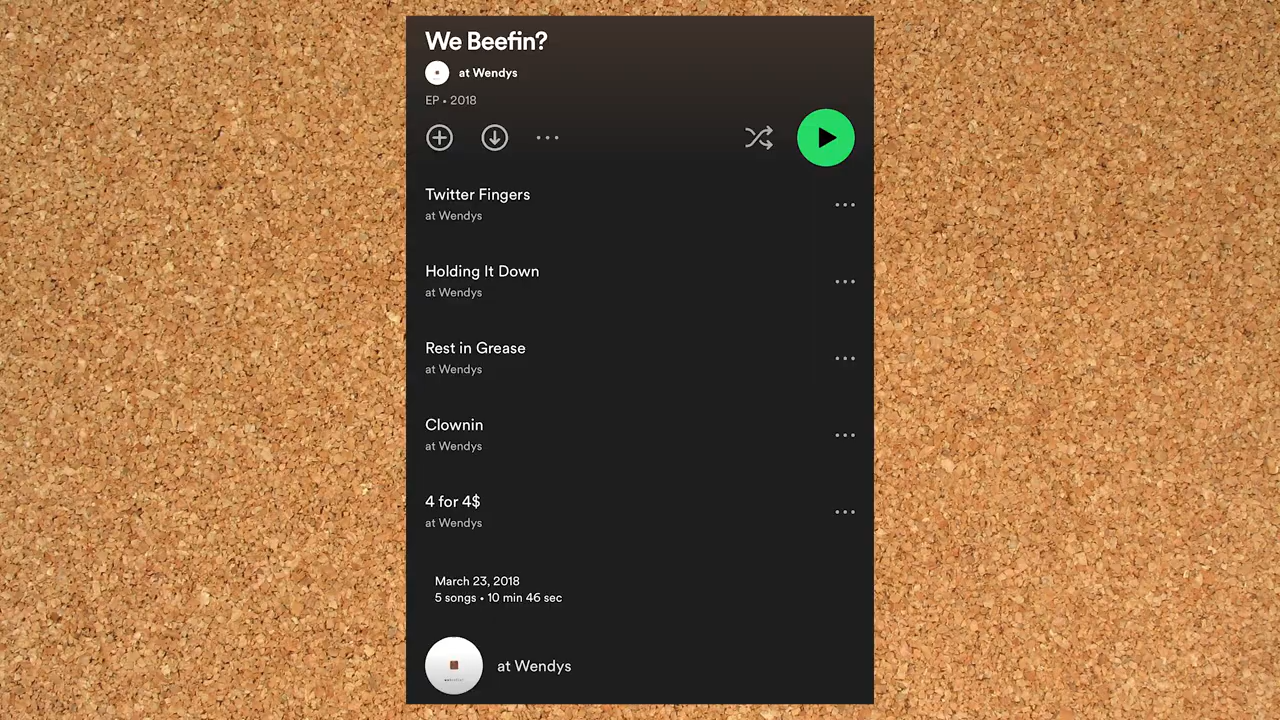 We Beefin?
at Wendys
EP • 2018
Twitter Fingers
at Wendys
Holding It Down
at Wendys
Rest in Grease
at Wendys
Clownin
at Wendys
4 for 4$
at Wendys
March 23, 2018
5 songs • 10 min 46 sec
at Wendys